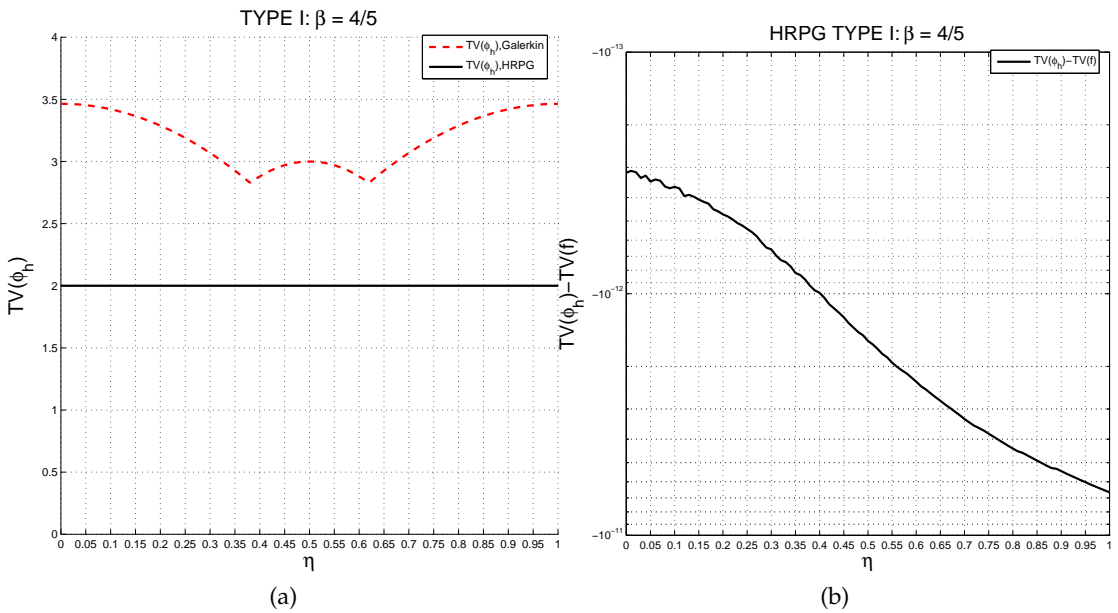 TYPE I: β = 4/5
TV(ϕh),Galerkin
TV(ϕh),HRPG
TV(ϕh)
4
3.5
3
2.5
2
1.5
1
0.5
0
0 0.05 0.1 0.15 0.2 0.25 0.3 0.35 0.4 0.45 0.5 0.55 0.6 0.65 0.7 0.75 0.8 0.85 0.9 0.95 1
η
(a)
HRPG TYPE I: β = 4/5
TV(ϕh)−TV(f)
TV(ϕh)−TV(f)
-10^-13
-10^-12
-10^-11
0 0.05 0.1 0.15 0.2 0.25 0.3 0.35 0.4 0.45 0.5 0.55 0.6 0.65 0.7 0.75 0.8 0.85 0.9 0.95 1
η
(b)